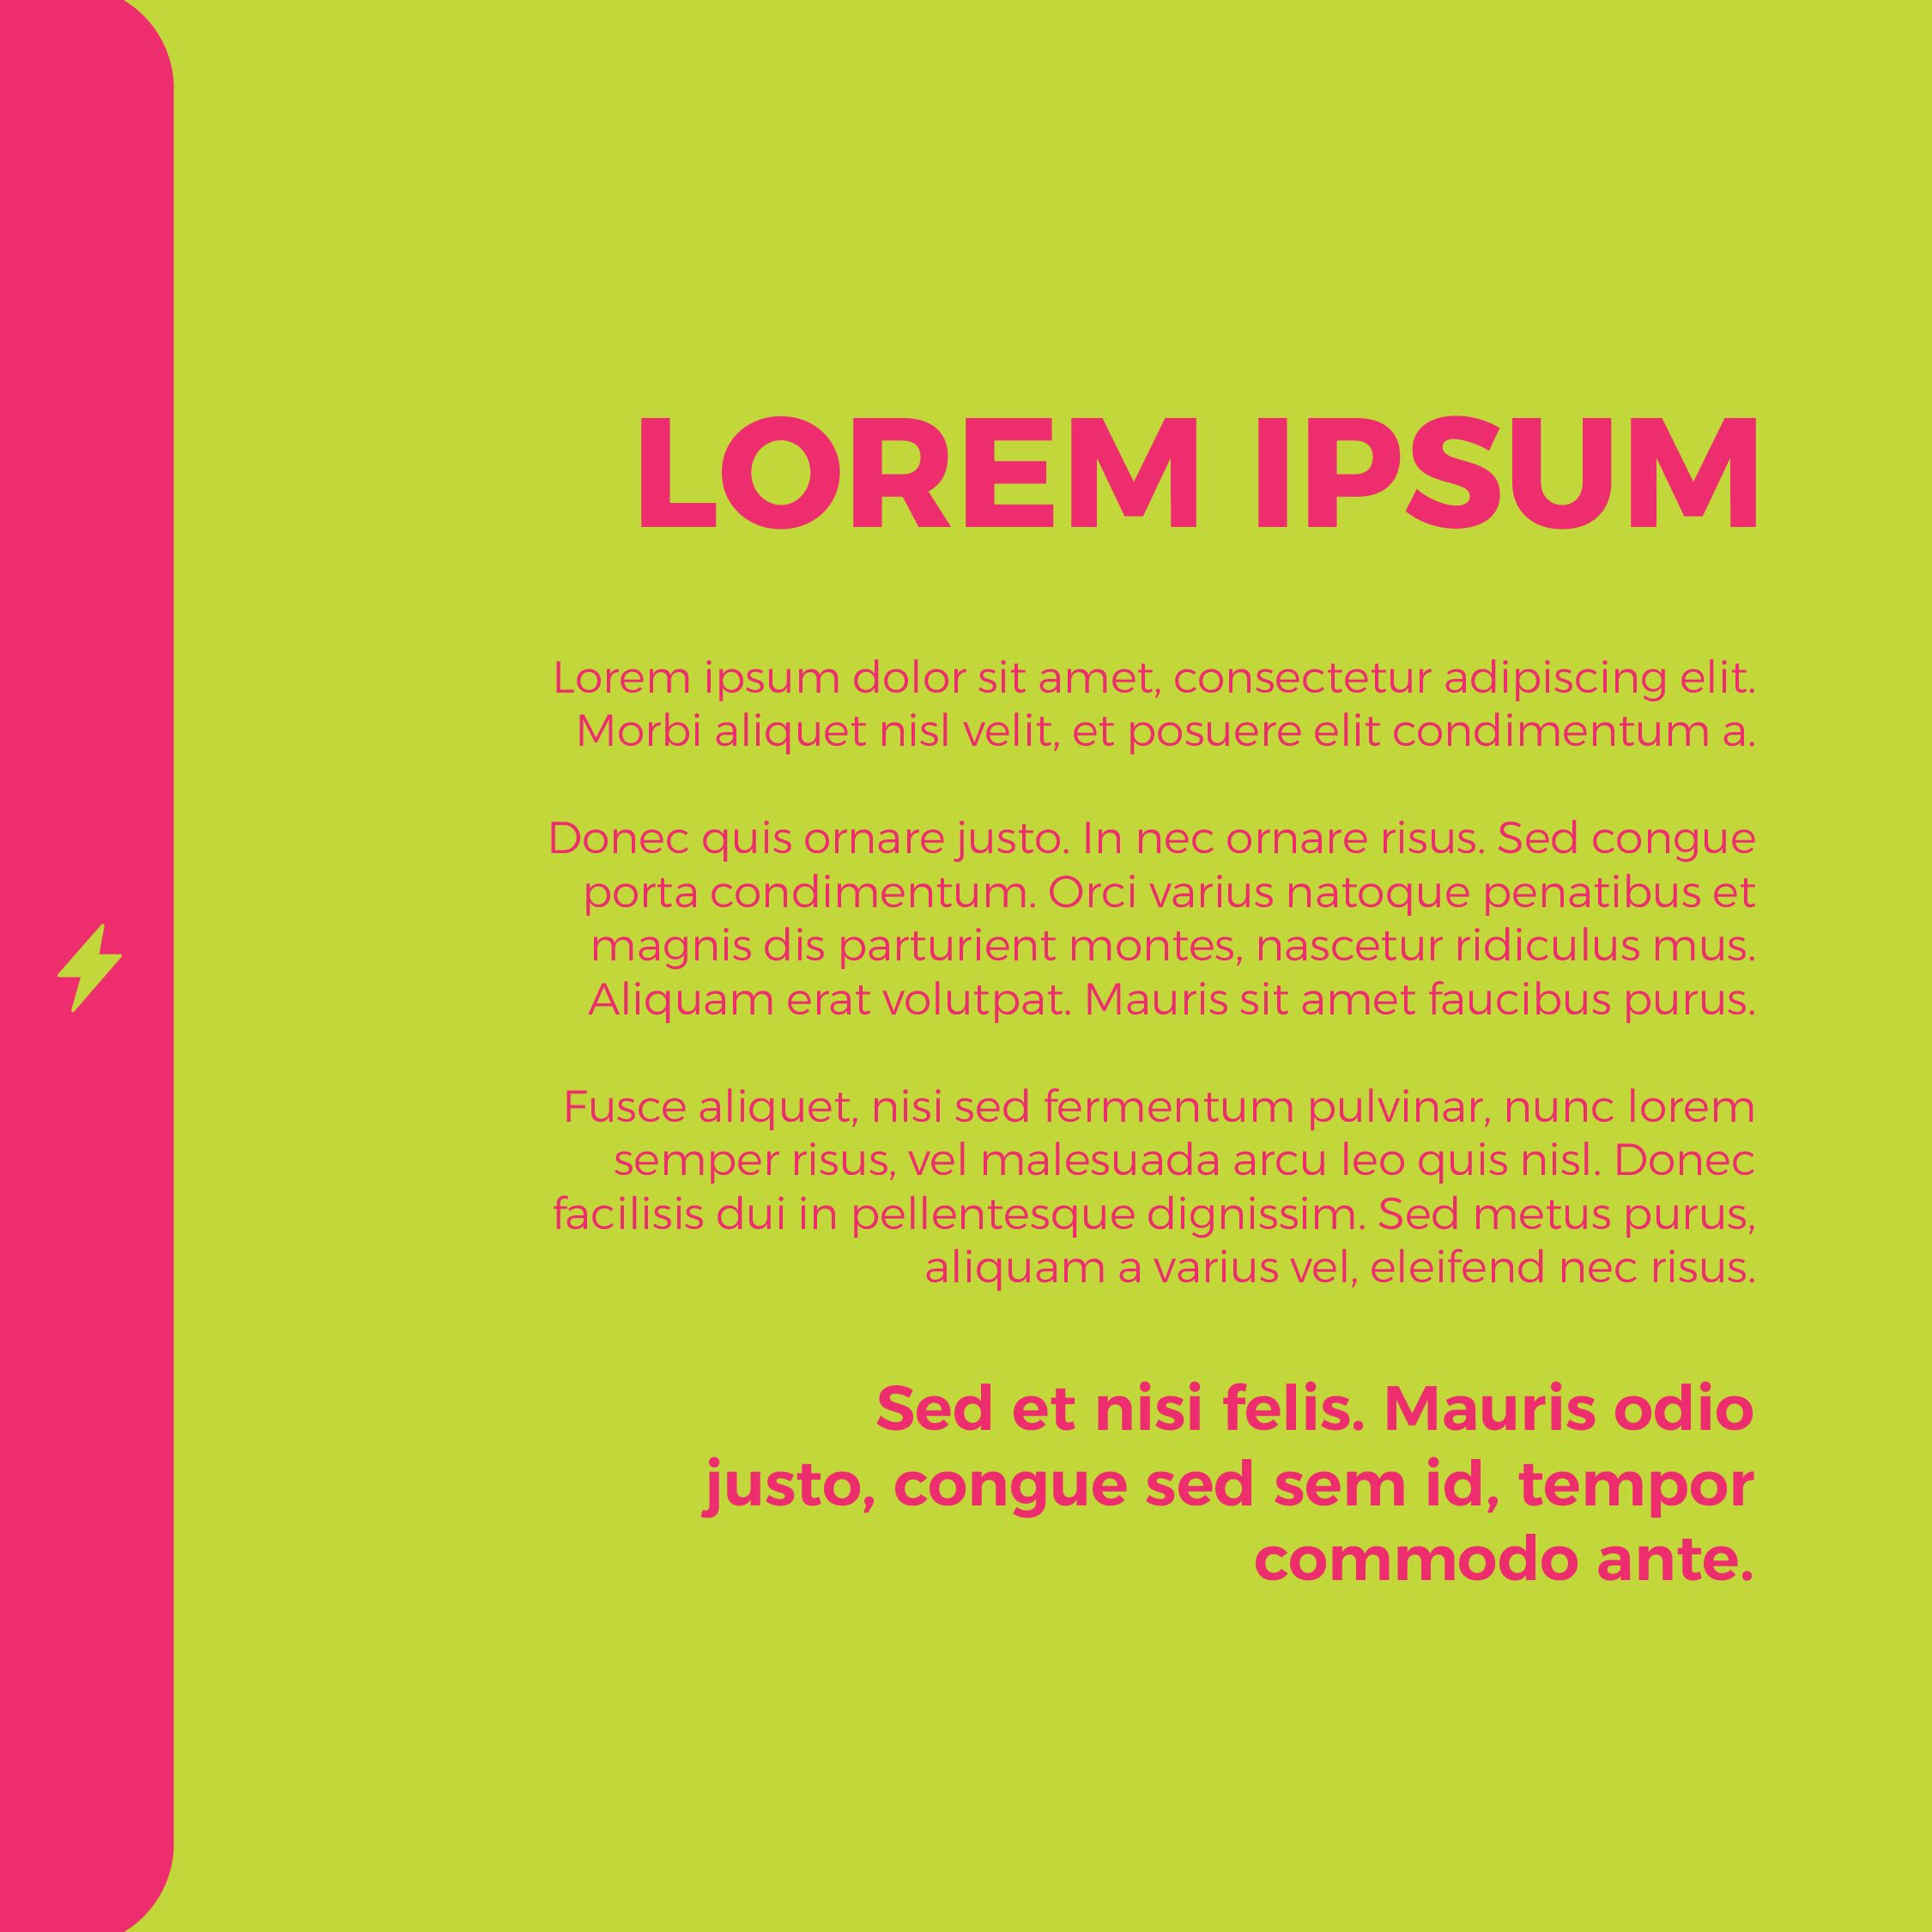 LOREM IPSUM
Lorem ipsum dolor sit amet, consectetur adipiscing elit.
Morbi aliquet nisl velit, et posuere elit condimentum a.
Donec quis ornare justo. In nec ornare risus. Sed congue
porta condimentum. Orci varius natoque penatibus et
magnis dis parturient montes, nascetur ridiculus mus.
Aliquam erat volutpat. Mauris sit amet faucibus purus.
Fusce aliquet, nisi sed fermentum pulvinar, nunc lorem
semper risus, vel malesuada arcu leo quis nisl. Donec
facilisis dui in pellentesque dignissim. Sed metus purus,
aliquam a varius vel, eleifend nec risus.
Sed et nisi felis. Mauris odio
justo, congue sed sem id, tempor
commodo ante.